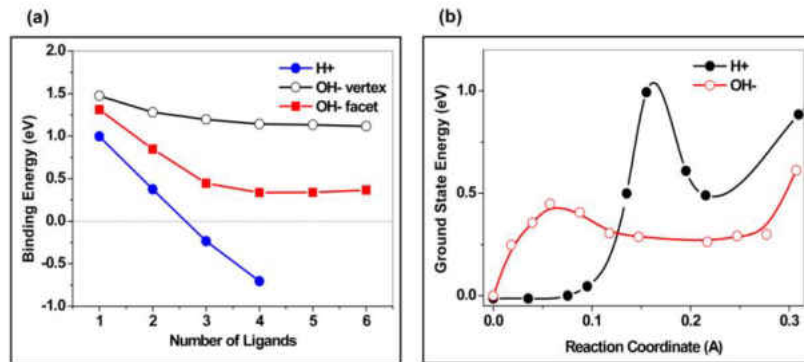 (a)
H+
OH- vertex
OH- facet
Binding Energy (eV)
1.5
1.0
0.5
0.0
-0.5
-1.0
1 2 3 4 5 6
Number of Ligands
(b)
H+
OH-
Ground State Energy (eV)
1.0
0.5
0.0
0.0 0.1 0.2 0.3
Reaction Coordinate (A)